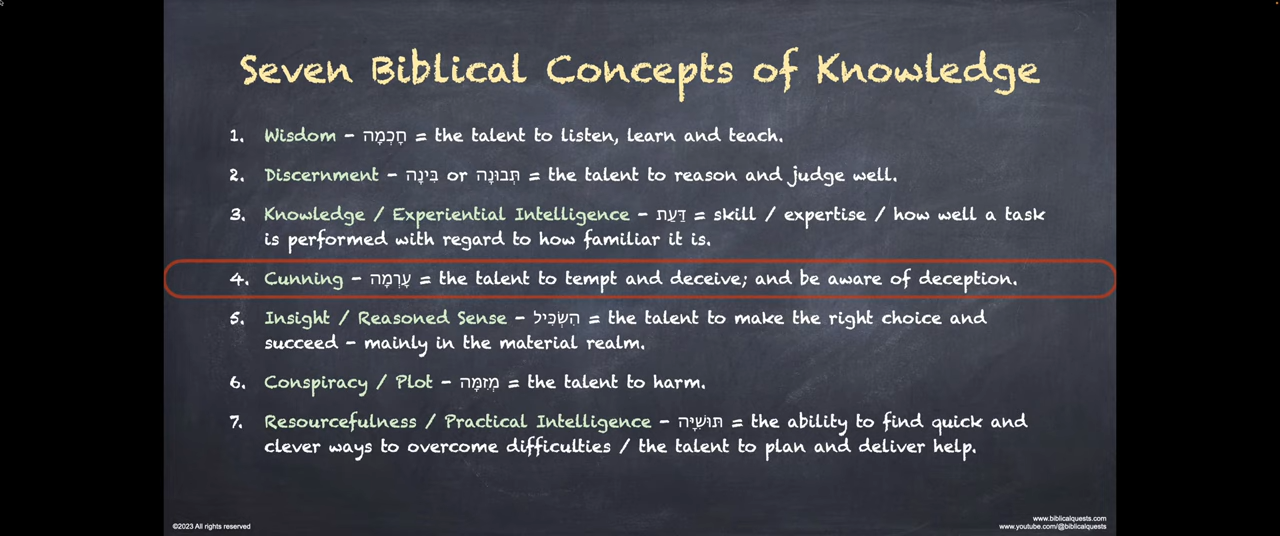 Seven Biblical Concepts of Knowledge
1. Wisdom – חָכְמָה = the talent to listen, learn and teach.
2. Discernment – בִּינָה or תְּבוּנָה = the talent to reason and judge well.
3. Knowledge / Experiential Intelligence – דַּעַת = skill / expertise / how well a task
is performed with regard to how familiar it is.
4. Cunning – עָרְמָה = the talent to tempt and deceive; and be aware of deception.
5. Insight / Reasoned Sense – הִשְׂכִּיל = the talent to make the right choice and
succeed – mainly in the material realm.
6. Conspiracy / Plot – מְזִמָּה = the talent to harm.
7. Resourcefulness / Practical Intelligence – תּוּשִׁיָּה = the ability to find quick and
clever ways to overcome difficulties / the talent to plan and deliver help.
©2023 All rights reserved
www.biblicalquests.com
www.youtube.com/@biblicalquests